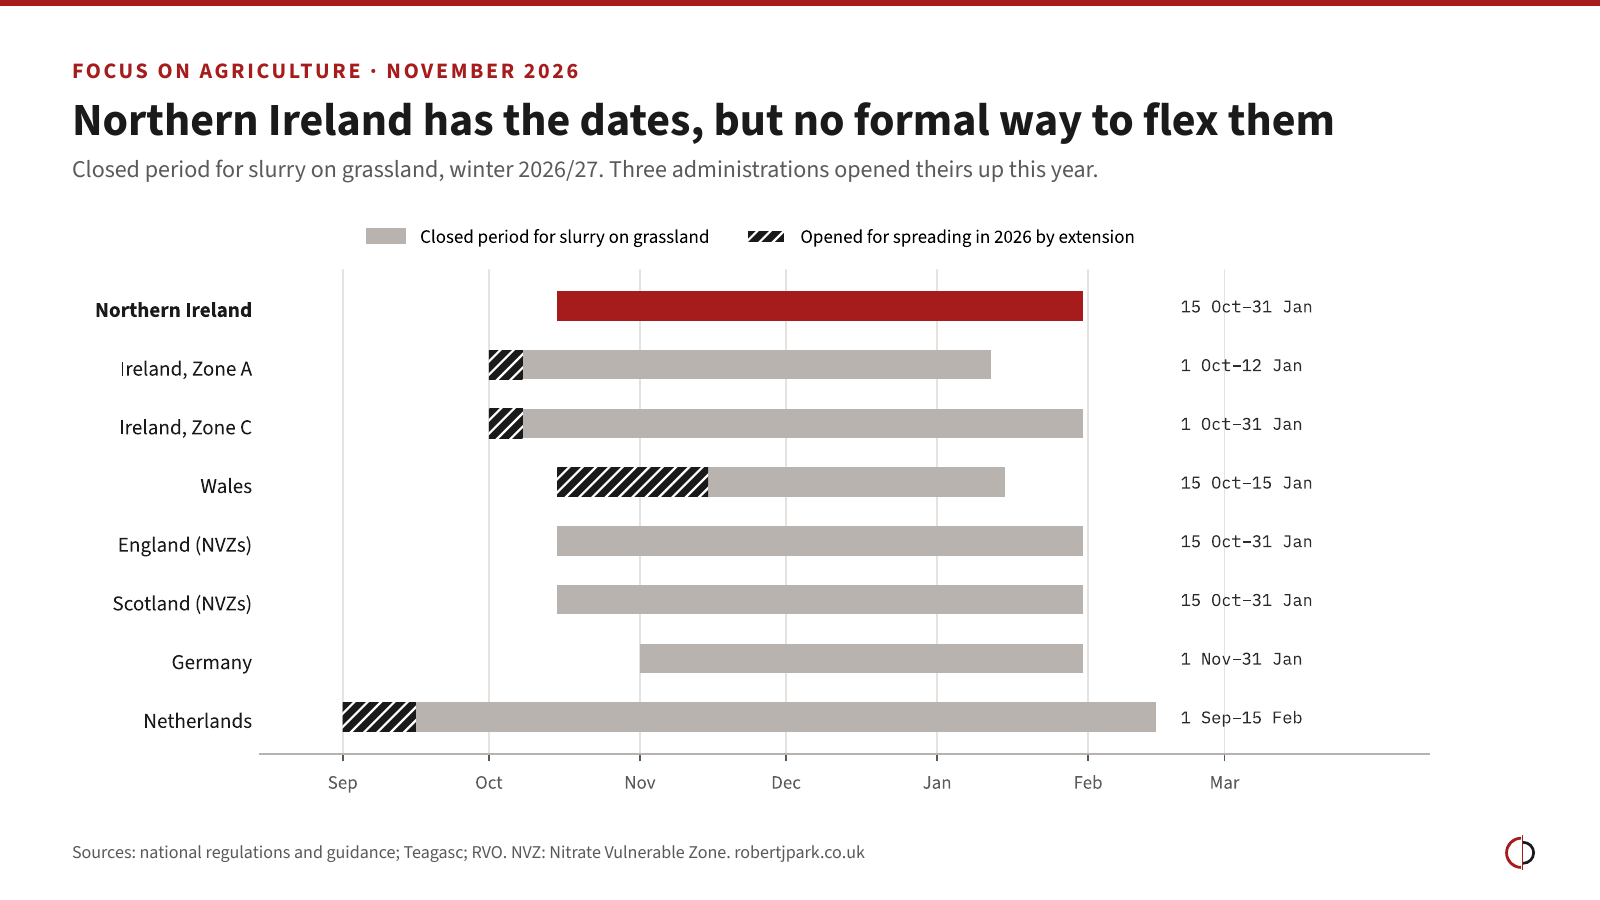 FOCUS ON AGRICULTURE · NOVEMBER 2026
Northern Ireland has the dates, but no formal way to flex them
Closed period for slurry on grassland, winter 2026/27. Three administrations opened theirs up this year.
Closed period for slurry on grassland
Opened for spreading in 2026 by extension
Northern Ireland 15 Oct–31 Jan
Ireland, Zone A 1 Oct–12 Jan
Ireland, Zone C 1 Oct–31 Jan
Wales 15 Oct–15 Jan
England (NVZs) 15 Oct–31 Jan
Scotland (NVZs) 15 Oct–31 Jan
Germany 1 Nov–31 Jan
Netherlands 1 Sep–15 Feb
Sep Oct Nov Dec Jan Feb Mar
Sources: national regulations and guidance; Teagasc; RVO. NVZ: Nitrate Vulnerable Zone. robertjpark.co.uk